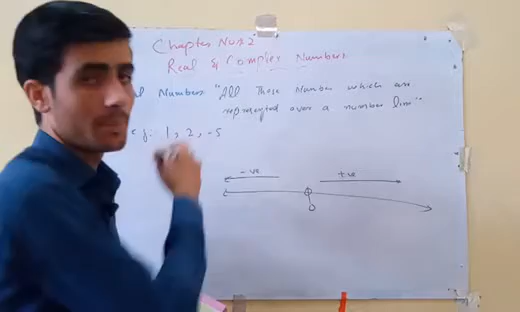 Chapter No#2
Real & Complex Numbers
Numbers "All Those Number which are
represented over a number line".
e.g: 1, 2, -5
-ve +ve
0